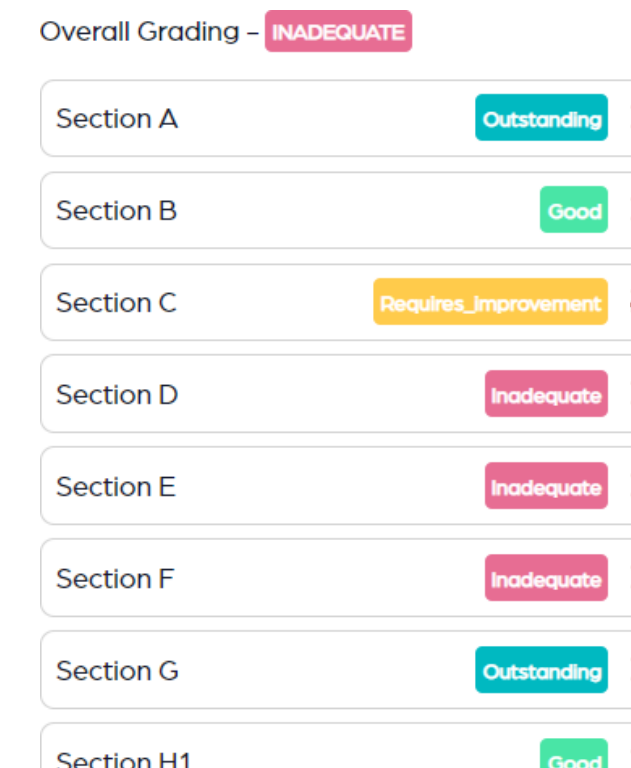 Overall Grading – INADEQUATE
Section A Outstanding
Section B Good
Section C Requires_Improvement
Section D Inadequate
Section E Inadequate
Section F Inadequate
Section G Outstanding
Section H1 Good